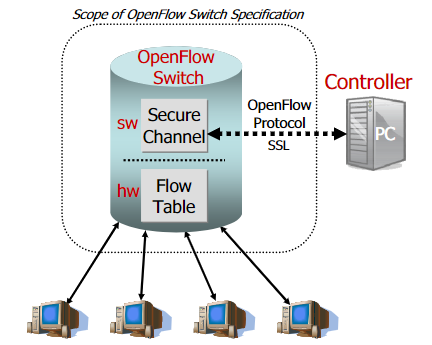 Scope of OpenFlow Switch Specification
OpenFlow
Switch
Controller
sw
Secure
Channel
OpenFlow
Protocol
SSL
PC
hw
Flow
Table